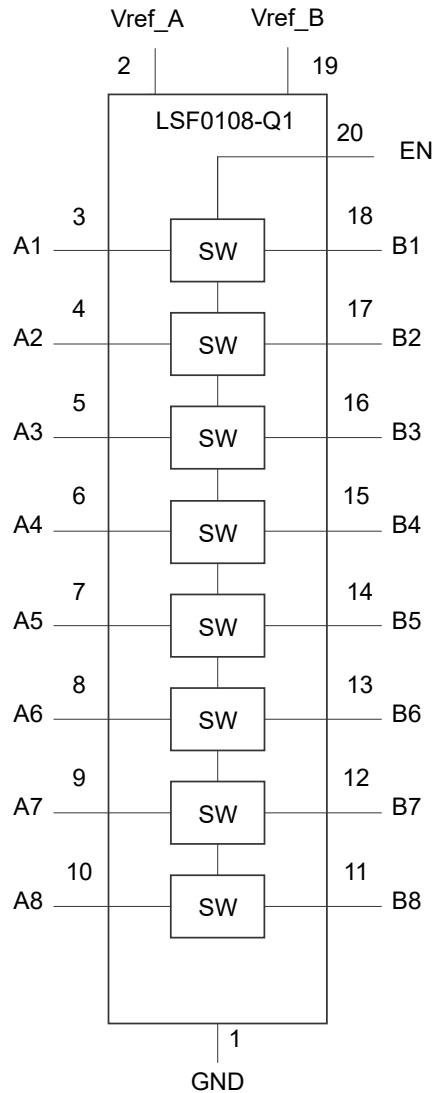 Vref_A Vref_B
2 19
LSF0108-Q1
20 EN
3 18
A1 SW B1
4 17
A2 SW B2
5 16
A3 SW B3
6 15
A4 SW B4
7 14
A5 SW B5
8 13
A6 SW B6
9 12
A7 SW B7
10 11
A8 SW B8
1
GND